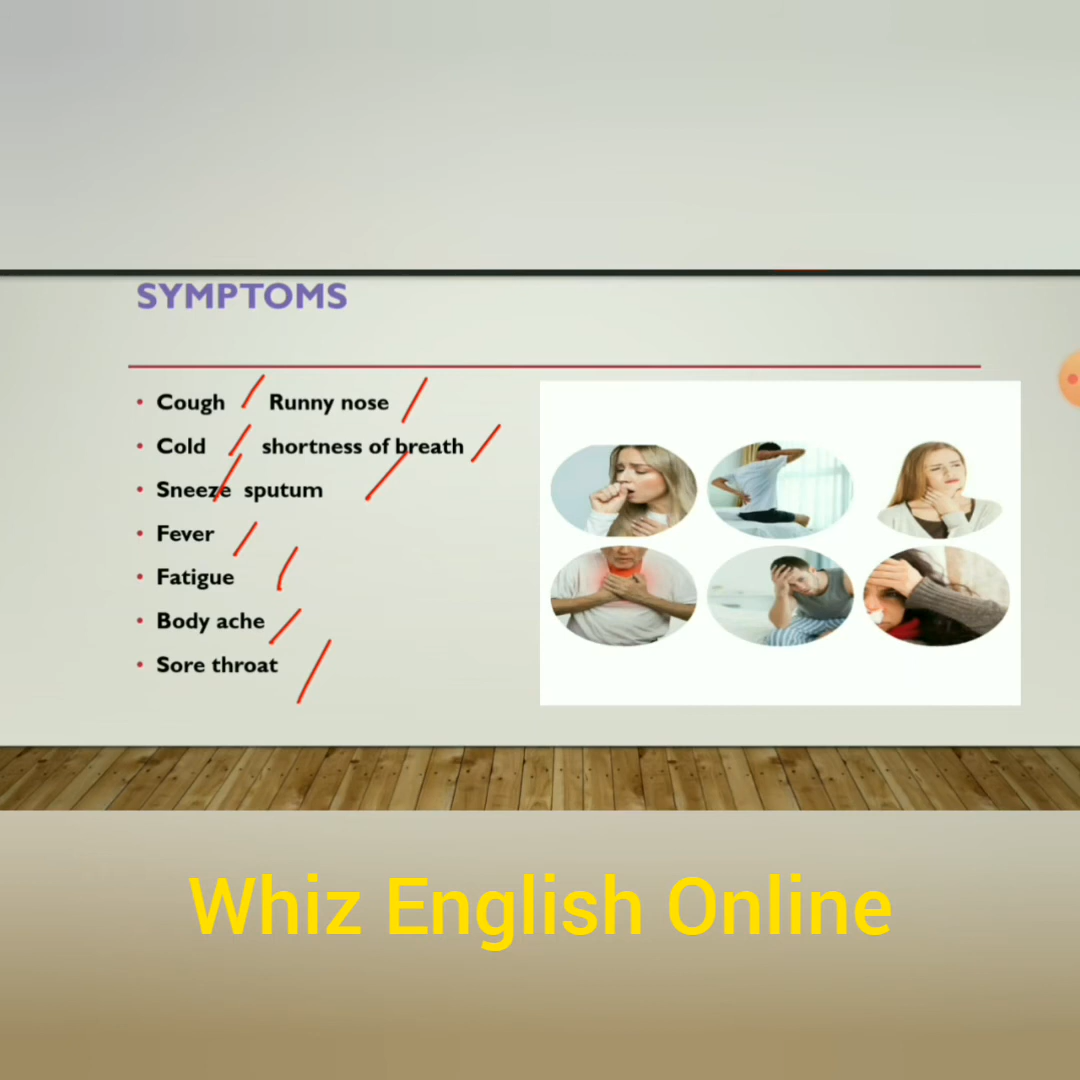 SYMPTOMS
• Cough Runny nose
• Cold shortness of breath
• Sneeze sputum
• Fever
• Fatigue
• Body ache
• Sore throat
Whiz English Online